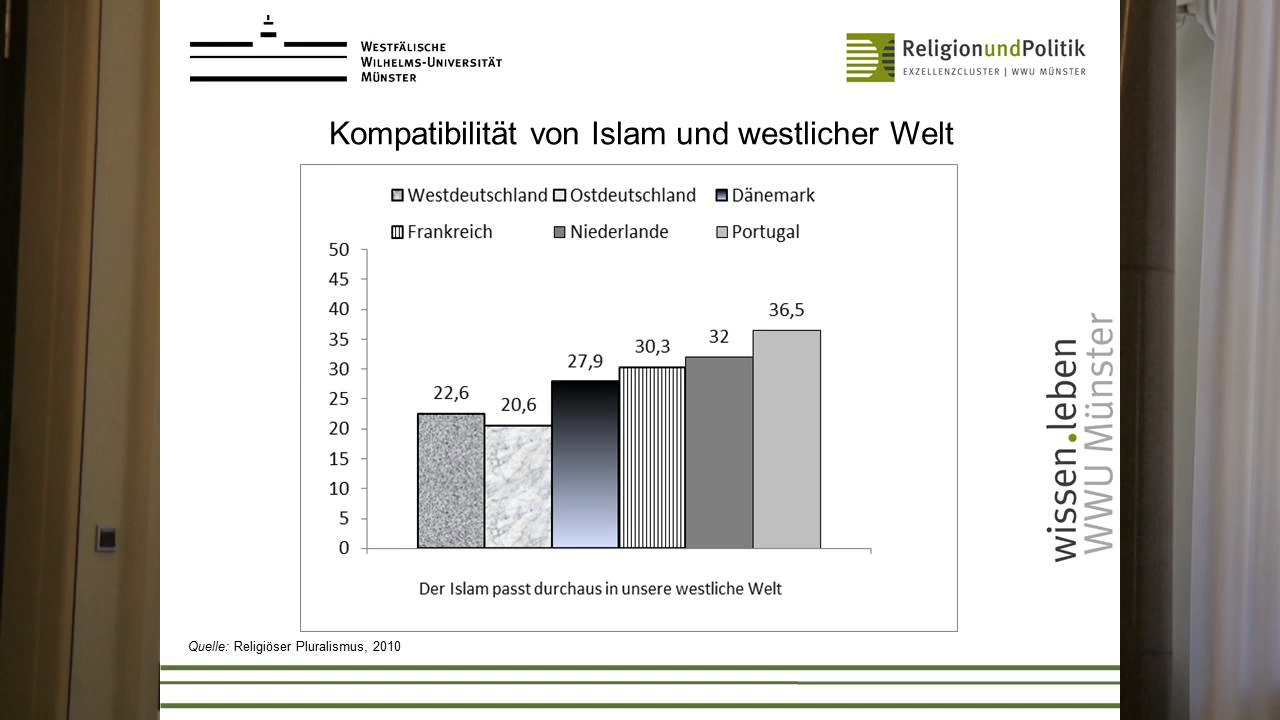 WESTFÄLISCHE
WILHELMS-UNIVERSITÄT
MÜNSTER
ReligionundPolitik
EXZELLENZCLUSTER | WWU MÜNSTER
Kompatibilität von Islam und westlicher Welt
Westdeutschland Ostdeutschland Dänemark
Frankreich Niederlande Portugal
50
45
40
35
30
25
20
15
10
5
0
22,6
20,6
27,9
30,3
32
36,5
Der Islam passt durchaus in unsere westliche Welt
Quelle: Religiöser Pluralismus, 2010
wissen.leben
WWU Münster